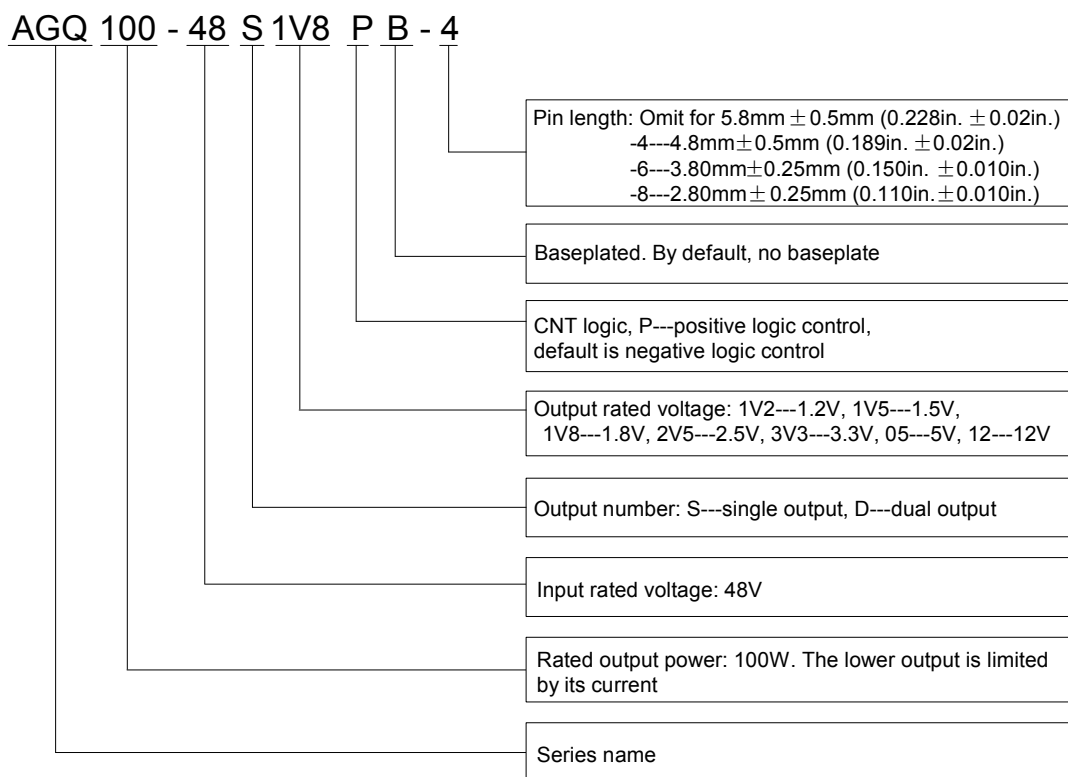 AGQ 100 - 48 S 1V8 P B - 4
Pin length: Omit for 5.8mm ± 0.5mm (0.228in. ± 0.02in.)
-4---4.8mm±0.5mm (0.189in. ±0.02in.)
-6---3.80mm±0.25mm (0.150in. ±0.010in.)
-8---2.80mm± 0.25mm (0.110in.±0.010in.)
Baseplated. By default, no baseplate
CNT logic, P---positive logic control,
default is negative logic control
Output rated voltage: 1V2---1.2V, 1V5---1.5V,
1V8---1.8V, 2V5---2.5V, 3V3---3.3V, 05---5V, 12---12V
Output number: S---single output, D---dual output
Input rated voltage: 48V
Rated output power: 100W. The lower output is limited
by its current
Series name